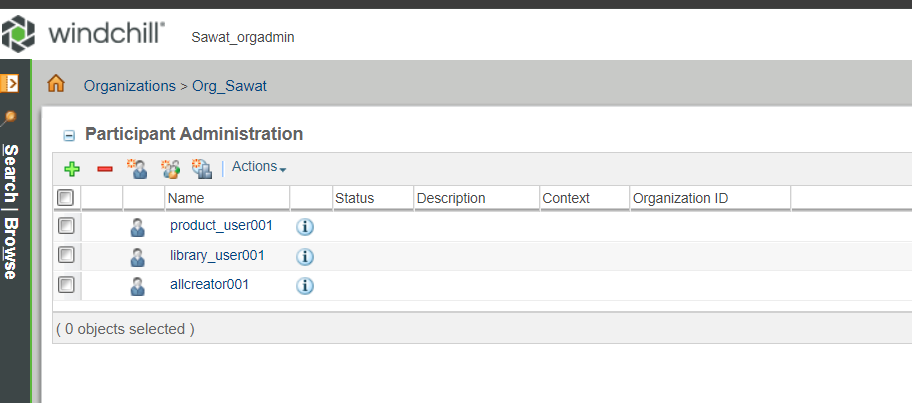 windchill® Sawat_orgadmin
Organizations > Org_Sawat
Participant Administration
Actions
Name Status Description Context Organization ID
product_user001
library_user001
allcreator001
( 0 objects selected )
Search | Browse